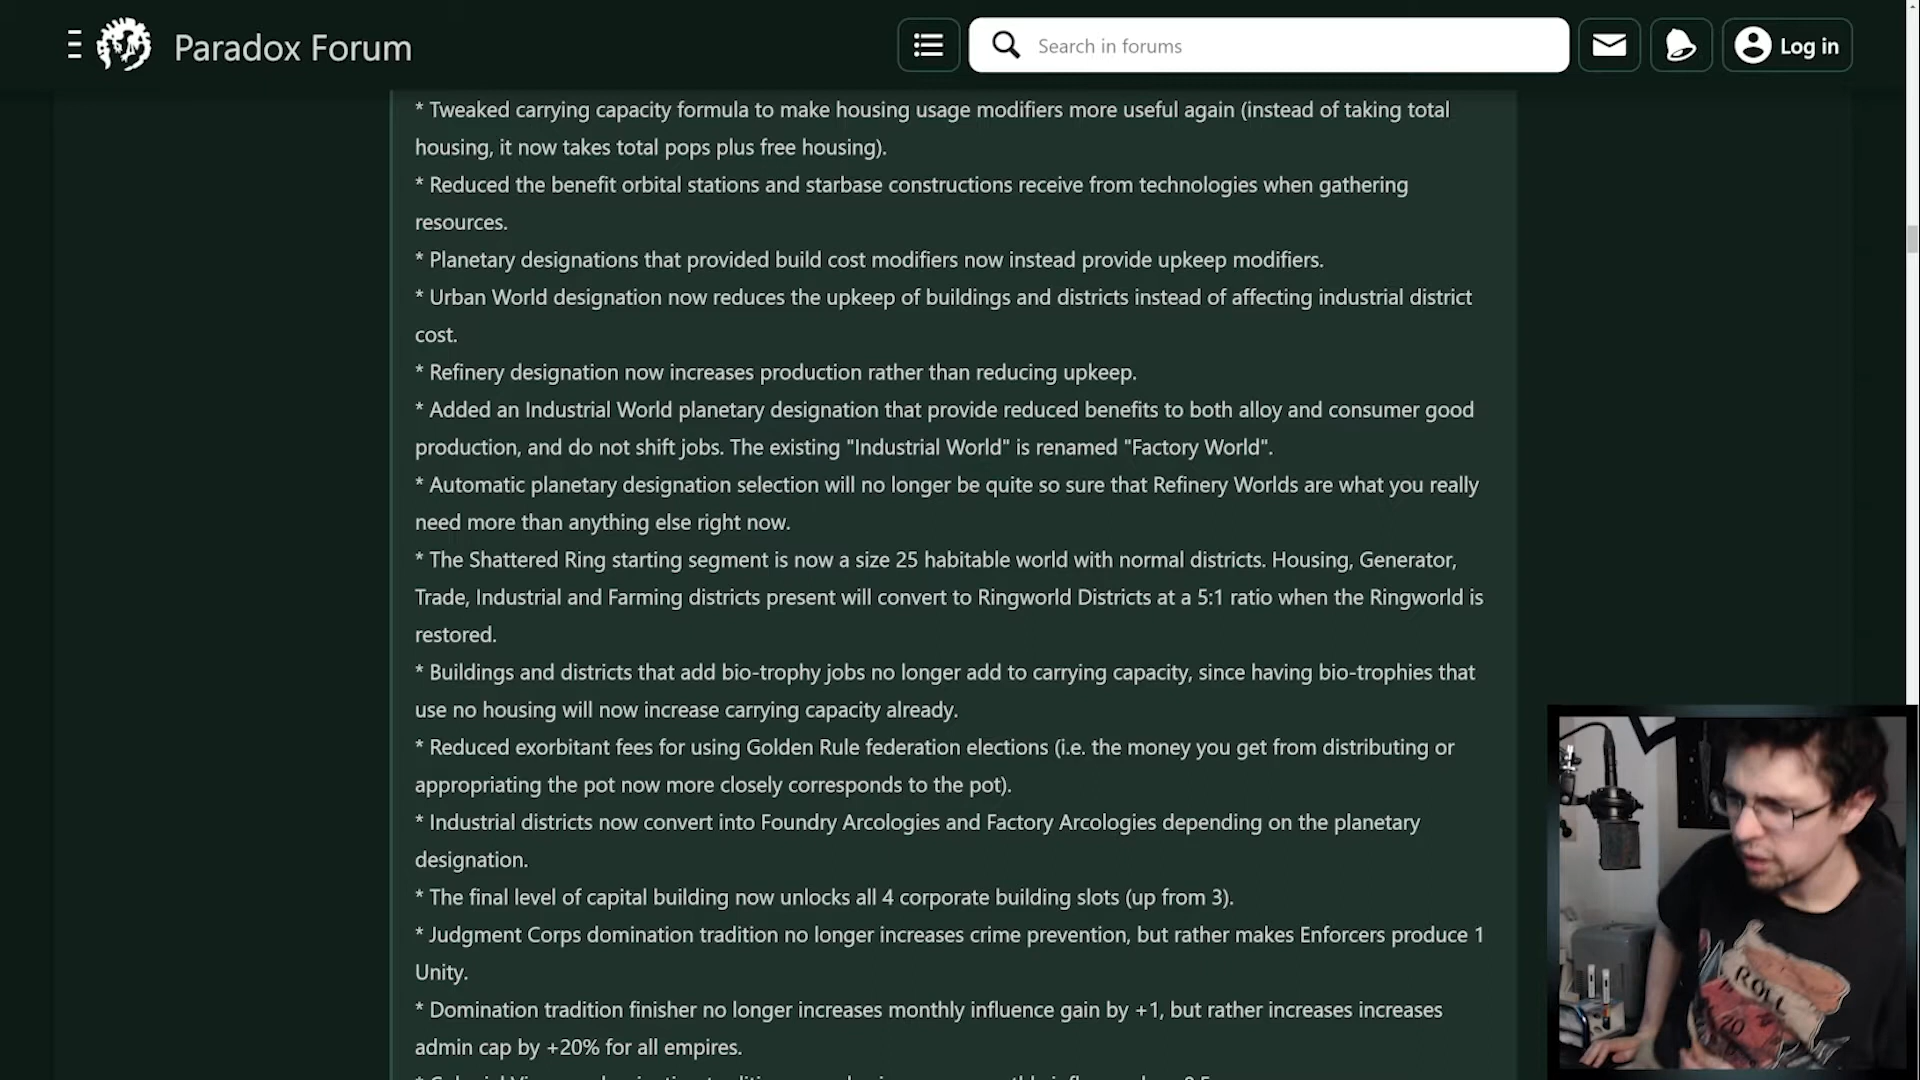 Paradox Forum
Search in forums
Log in
* Tweaked carrying capacity formula to make housing usage modifiers more useful again (instead of taking total
housing, it now takes total pops plus free housing).
* Reduced the benefit orbital stations and starbase constructions receive from technologies when gathering
resources.
* Planetary designations that provided build cost modifiers now instead provide upkeep modifiers.
* Urban World designation now reduces the upkeep of buildings and districts instead of affecting industrial district
cost.
* Refinery designation now increases production rather than reducing upkeep.
* Added an Industrial World planetary designation that provide reduced benefits to both alloy and consumer good
production, and do not shift jobs. The existing "Industrial World" is renamed "Factory World".
* Automatic planetary designation selection will no longer be quite so sure that Refinery Worlds are what you really
need more than anything else right now.
* The Shattered Ring starting segment is now a size 25 habitable world with normal districts. Housing, Generator,
Trade, Industrial and Farming districts present will convert to Ringworld Districts at a 5:1 ratio when the Ringworld is
restored.
* Buildings and districts that add bio-trophy jobs no longer add to carrying capacity, since having bio-trophies that
use no housing will now increase carrying capacity already.
* Reduced exorbitant fees for using Golden Rule federation elections (i.e. the money you get from distributing or
appropriating the pot now more closely corresponds to the pot).
* Industrial districts now convert into Foundry Arcologies and Factory Arcologies depending on the planetary
designation.
* The final level of capital building now unlocks all 4 corporate building slots (up from 3).
* Judgment Corps domination tradition no longer increases crime prevention, but rather makes Enforcers produce 1
Unity.
* Domination tradition finisher no longer increases monthly influence gain by +1, but rather increases increases
admin cap by +20% for all empires.
ROLL